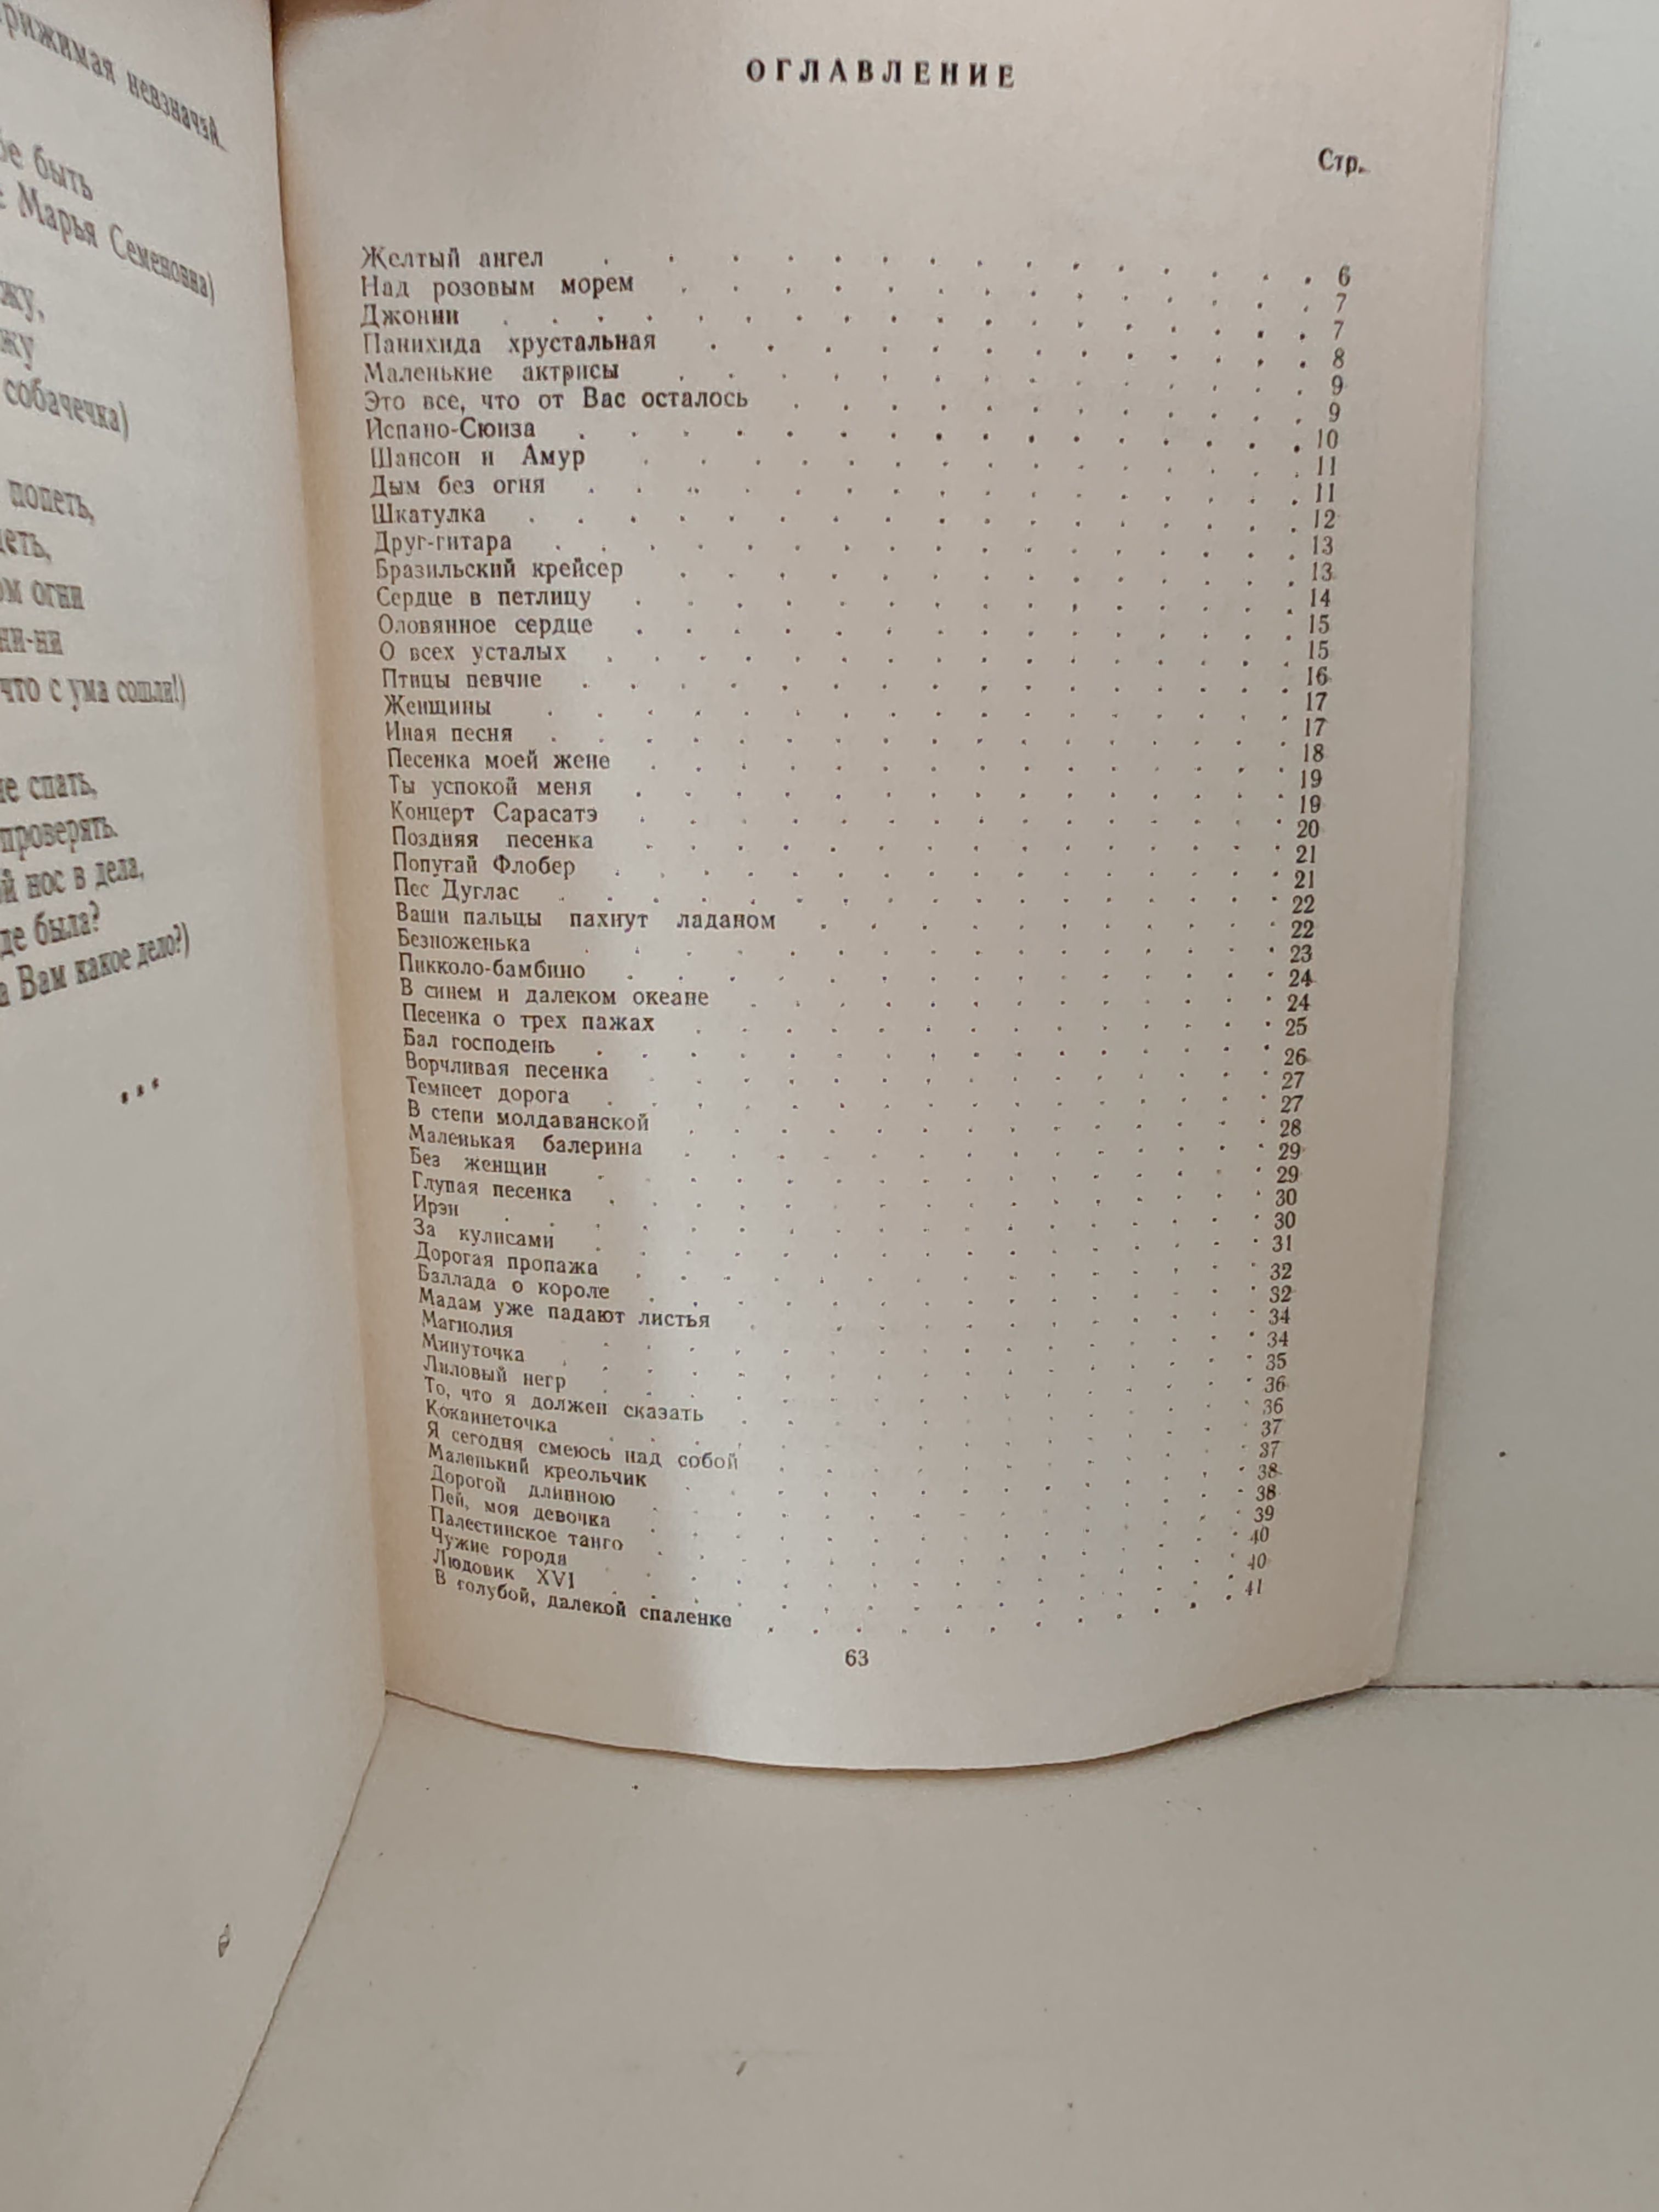 рижимая невзначай.
бе быть
Марья Семеновна)
жу,
жу
собачечка)
попеть,
еть,
ом огни
ни-ни
что с ума сошли!)
не спать,
проверять.
й нос в дела,
де была?
а Вам какое дело?)
* * *
ОГЛАВЛЕНИЕ
Стр.
Желтый ангел . . . 6
Над розовым морем . . . 7
Джонни . . . 7
Панихида хрустальная . . . 8
Маленькие актрисы . . . 9
Это все, что от Вас осталось . . . 9
Испано-Сюиза . . . 10
Шансон и Амур . . . 11
Дым без огня . . . 11
Шкатулка . . . 12
Друг-гитара . . . 13
Бразильский крейсер . . . 13
Сердце в петлицу . . . 14
Оловянное сердце . . . 15
О всех усталых . . . 15
Птицы певчие . . . 16
Женщины . . . 17
Иная песня . . . 17
Песенка моей жене . . . 18
Ты успокой меня . . . 19
Концерт Сарасатэ . . . 19
Поздняя песенка . . . 20
Попугай Флобер . . . 21
Пес Дуглас . . . 21
Ваши пальцы пахнут ладаном . . . 22
Безноженька . . . 22
Пикколо-бамбино . . . 23
В синем и далеком океане . . . 24
Песенка о трех пажах . . . 24
Бал господень . . . 25
Ворчливая песенка . . . 26
Темнеет дорога . . . 27
В степи молдаванской . . . 27
Маленькая балерина . . . 28
Без женщин . . . 29
Глупая песенка . . . 29
Ирэн . . . 30
За кулисами . . . 30
Дорогая пропажа . . . 31
Баллада о короле . . . 32
Мадам уже падают листья . . . 32
Магнолия . . . 34
Минуточка . . . 34
Лиловый негр . . . 35
То, что я должен сказать . . . 36
Кокаинеточка . . . 36
Я сегодня смеюсь над собой . . . 37
Маленький креольчик . . . 37
Дорогой длинною . . . 38
Пей, моя девочка . . . 38
Палестинское танго . . . 39
Чужие города . . . 40
Людовик XVI . . . 40
В голубой, далекой спаленке . . . 41
63